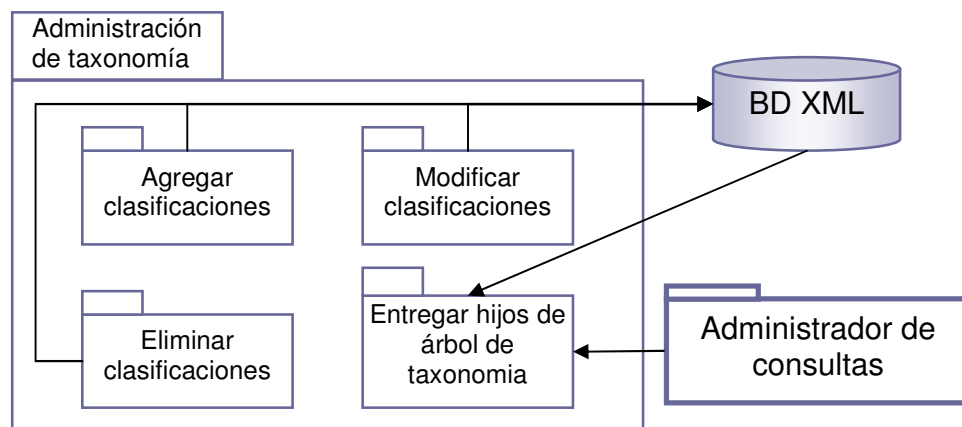 Administración
de taxonomía
BD XML
Agregar
clasificaciones
Modificar
clasificaciones
Eliminar
clasificaciones
Entregar hijos de
árbol de
taxonomia
Administrador de
consultas